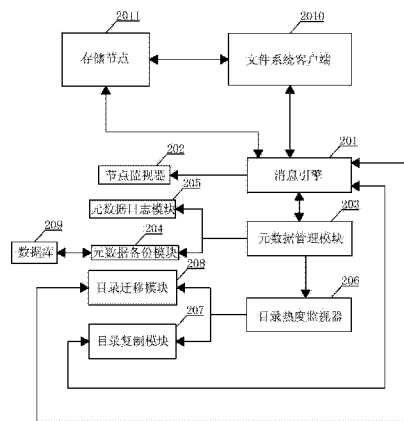 2011
存储节点
2010
文件系统客户端
202
节点监视器
201
消息引擎
205
元数据日志模块
203
元数据管理模块
209
数据库
204
元数据备份模块
208
目录迁移模块
206
目录热度监视器
207
目录复制模块